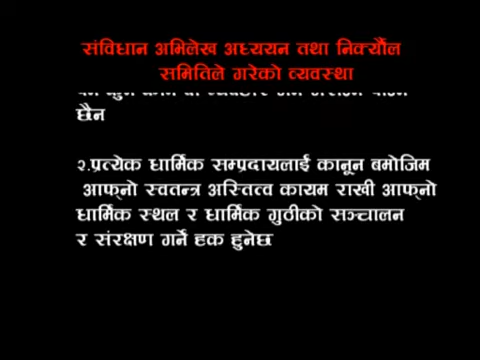 संविधान अभिलेख अध्ययन तथा निर्क्यौल
समितिले गरेको व्यवस्था
छैन
२.प्रत्येक धार्मिक सम्प्रदायलाई कानून बमोजिम
आफ्नो स्वतन्त्र अस्तित्व कायम राखी आफ्नो
धार्मिक स्थल र धार्मिक गुठीको सञ्चालन
र संरक्षण गर्ने हक हुनेछ